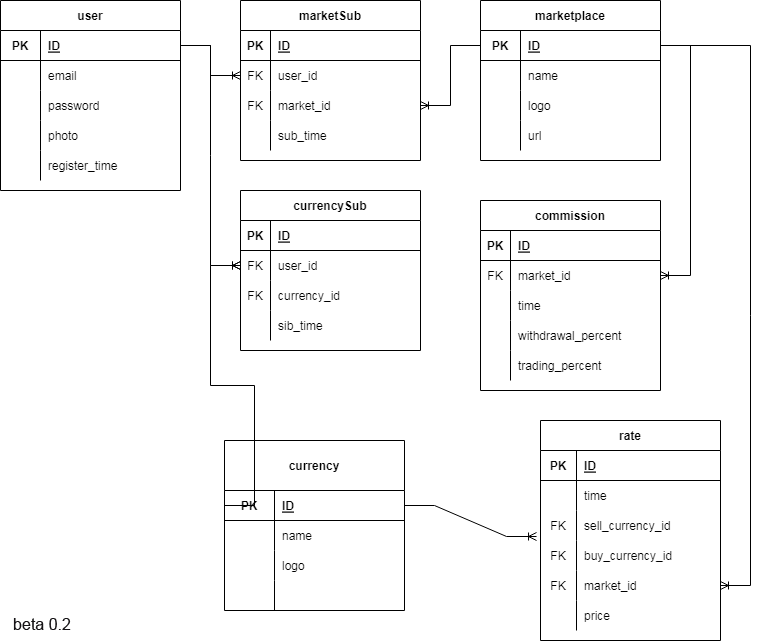 user
PK ID
email
password
photo
register_time
marketSub
PK ID
FK user_id
FK market_id
sub_time
marketplace
PK ID
name
logo
url
currencySub
PK ID
FK user_id
FK currency_id
sib_time
commission
PK ID
FK market_id
time
withdrawal_percent
trading_percent
currency
PK ID
name
logo
rate
PK ID
time
FK sell_currency_id
FK buy_currency_id
FK market_id
price
beta 0.2